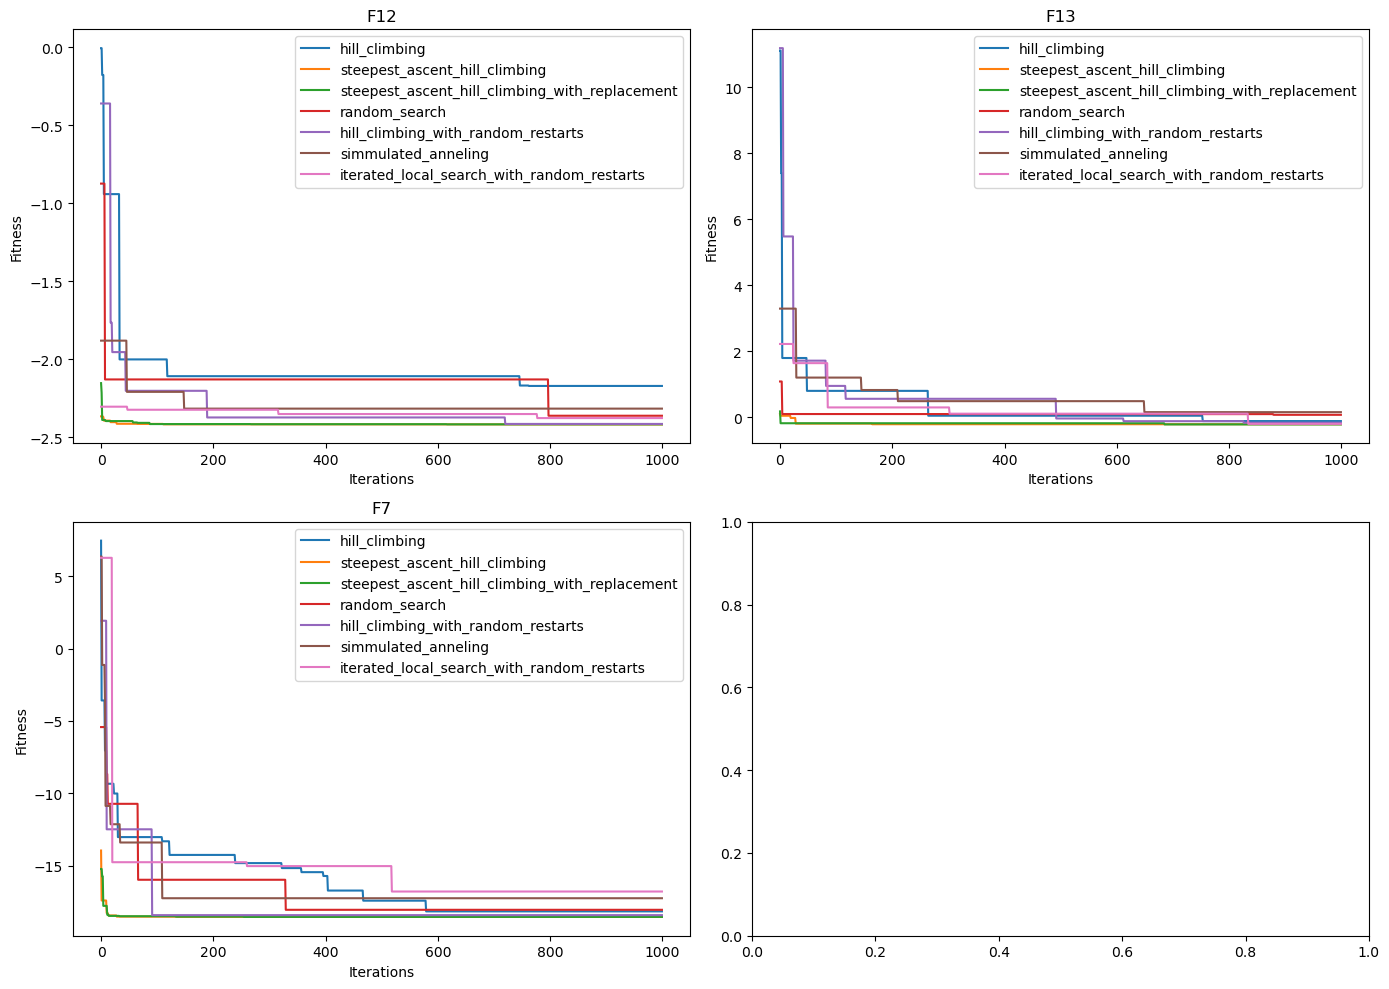 F12
hill_climbing
steepest_ascent_hill_climbing
steepest_ascent_hill_climbing_with_replacement
random_search
hill_climbing_with_random_restarts
simmulated_anneling
iterated_local_search_with_random_restarts
0.0
−0.5
−1.0
−1.5
−2.0
−2.5
Fitness
0 200 400 600 800 1000
Iterations
F13
hill_climbing
steepest_ascent_hill_climbing
steepest_ascent_hill_climbing_with_replacement
random_search
hill_climbing_with_random_restarts
simmulated_anneling
iterated_local_search_with_random_restarts
10
8
6
4
2
0
Fitness
0 200 400 600 800 1000
Iterations
F7
hill_climbing
steepest_ascent_hill_climbing
steepest_ascent_hill_climbing_with_replacement
random_search
hill_climbing_with_random_restarts
simmulated_anneling
iterated_local_search_with_random_restarts
5
0
−5
−10
−15
Fitness
0 200 400 600 800 1000
Iterations
1.0
0.8
0.6
0.4
0.2
0.0
0.0 0.2 0.4 0.6 0.8 1.0